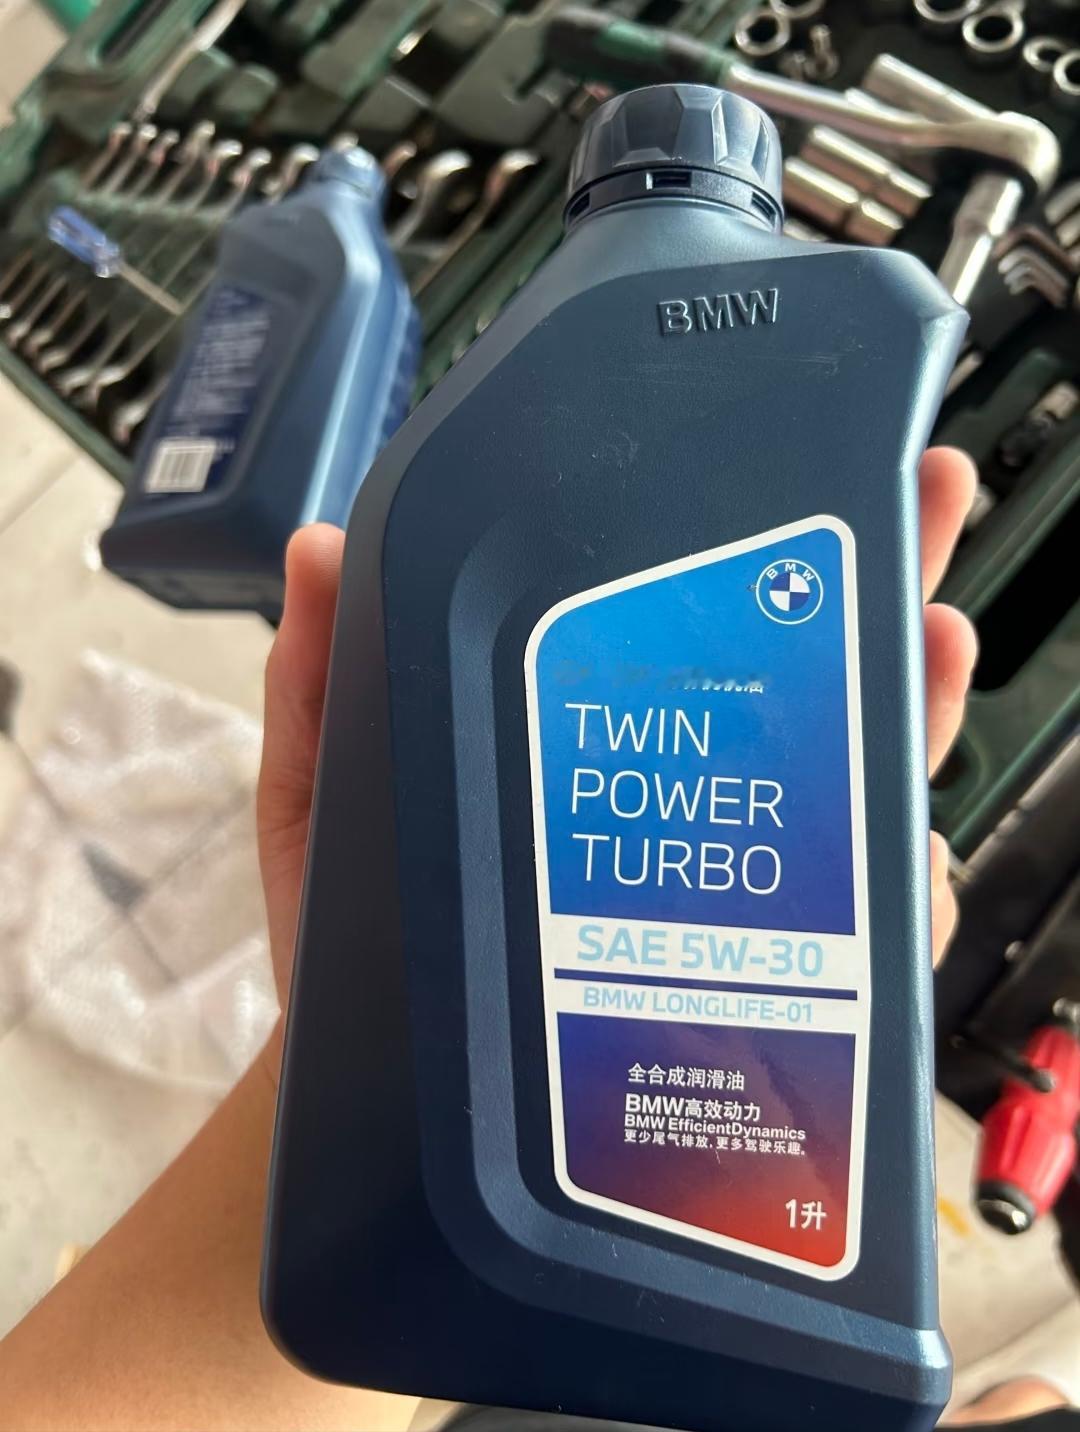 BMW
BMW
TWIN
POWER
TURBO
SAE 5W-30
BMW LONGLIFE-01
全合成润滑油
BMW高效动力
BMW EfficientDynamics
更少尾气排放.更多驾驶乐趣。
1升